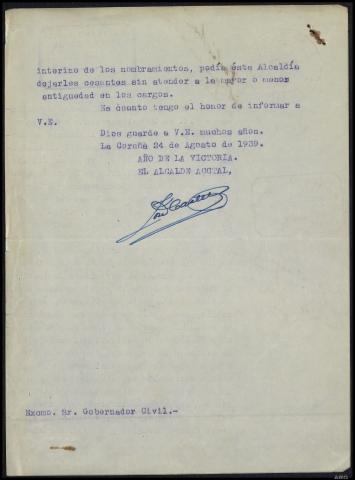 interino de los nombramientos, podía ésta Alcaldía
dejarles cesantes sin atender a la mayor o menor
antiguedad en los cargos.
Es cuanto tengo el honor de informar a
V.E.
Dios guarde a V.E. muchos años.
La Coruña 24 de Agosto de 1939.
AÑO DE LA VICTORIA.
EL ALCALDE ACCTAL,
Excmo. Sr. Gobernador Civil.-